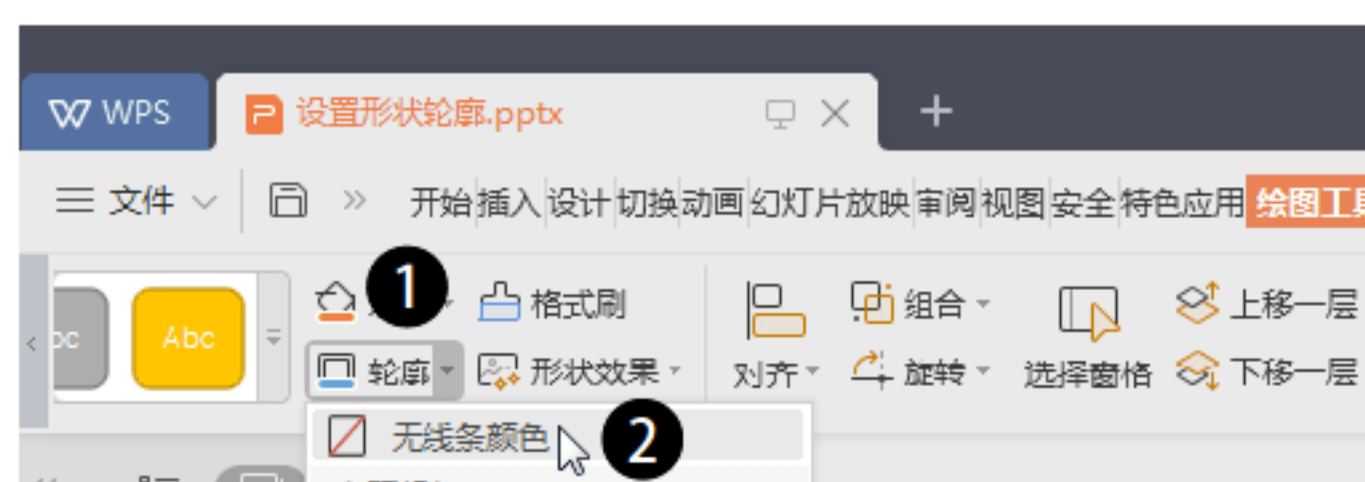 WPS 设置形状轮廓.pptx
文件 开始 插入 设计 切换 动画 幻灯片放映 审阅 视图 安全 特色应用 绘图工具
1 格式刷 组合 上移一层
Abc
轮廓 形状效果 对齐 旋转 选择窗格 下移一层
无线条颜色 2